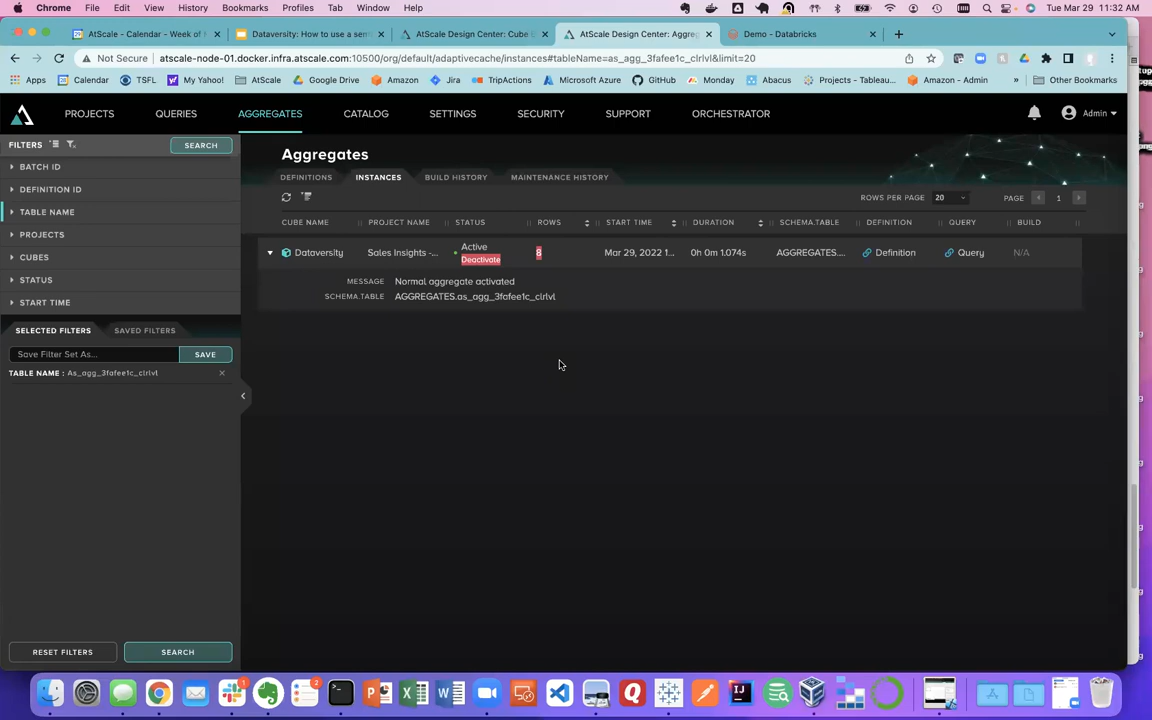 Chrome File Edit View History Bookmarks Profiles Tab Window Help Tue Mar 29 11:32 AM
AtScale - Calendar - Week of M Dataversity: How to use a sem AtScale Design Center: Cube D AtScale Design Center: Aggreg Demo - Databricks
Not Secure atscale-node-01.docker.infra.atscale.com:10500/org/default/adaptivecache/instances#tableName=as_agg_3fafee1c_clrlvl&limit=20
Apps Calendar TSFL My Yahoo! AtScale Google Drive Amazon Jira TripActions Microsoft Azure GitHub Monday Abacus Projects - Tableau... Amazon - Admin » Other Bookmarks
PROJECTS QUERIES AGGREGATES CATALOG SETTINGS SECURITY SUPPORT ORCHESTRATOR Admin
FILTERS SEARCH
BATCH ID
DEFINITION ID
TABLE NAME
PROJECTS
CUBES
STATUS
START TIME
SELECTED FILTERS SAVED FILTERS
Save Filter Set As... SAVE
TABLE NAME : As_agg_3fafee1c_clrlvl
RESET FILTERS SEARCH
Aggregates
DEFINITIONS INSTANCES BUILD HISTORY MAINTENANCE HISTORY
ROWS PER PAGE 20 PAGE 1
CUBE NAME PROJECT NAME STATUS ROWS START TIME DURATION SCHEMA.TABLE DEFINITION QUERY BUILD
Dataversity Sales Insights -... Active 8 Mar 29, 2022 1... 0h 0m 1.074s AGGREGATES.... Definition Query N/A
Deactivate
MESSAGE Normal aggregate activated
SCHEMA.TABLE AGGREGATES.as_agg_3fafee1c_clrlvl